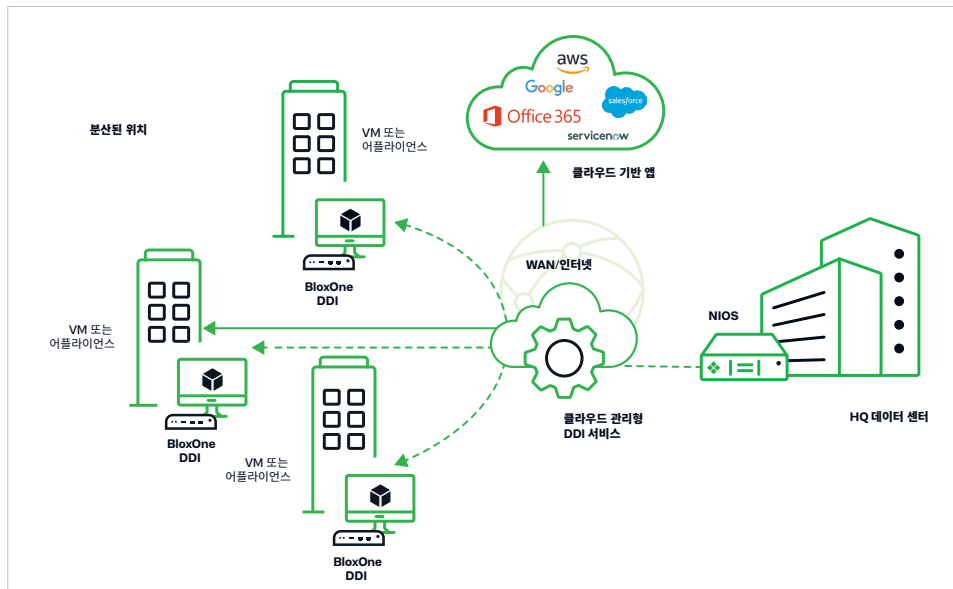 분산된 위치
VM 또는
어플라이언스
BloxOne
DDI
VM 또는
어플라이언스
BloxOne
DDI
VM 또는
어플라이언스
BloxOne
DDI
aws
Google
salesforce
Office 365
servicenow
클라우드 기반 앱
WAN/인터넷
클라우드 관리형
DDI 서비스
NIOS
HQ 데이터 센터